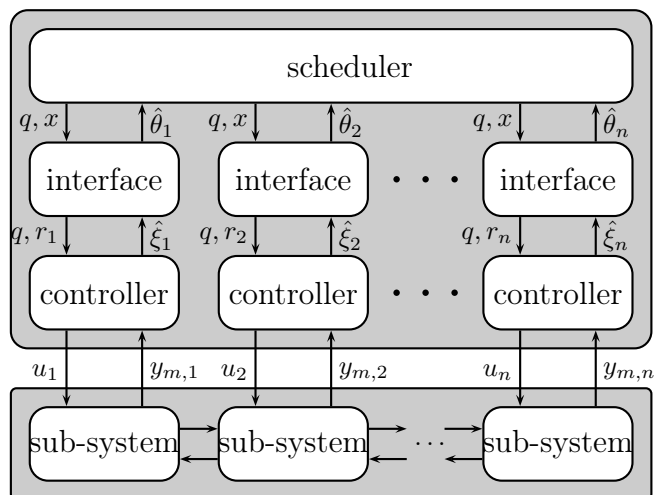 scheduler
q, x θ̂₁ q, x θ̂₂ q, x θ̂ₙ
interface interface · · · interface
q, r₁ ξ̂₁ q, r₂ ξ̂₂ q, rₙ ξ̂ₙ
controller controller · · · controller
u₁ yₘ,₁ u₂ yₘ,₂ uₙ yₘ,ₙ
sub-system sub-system ... sub-system